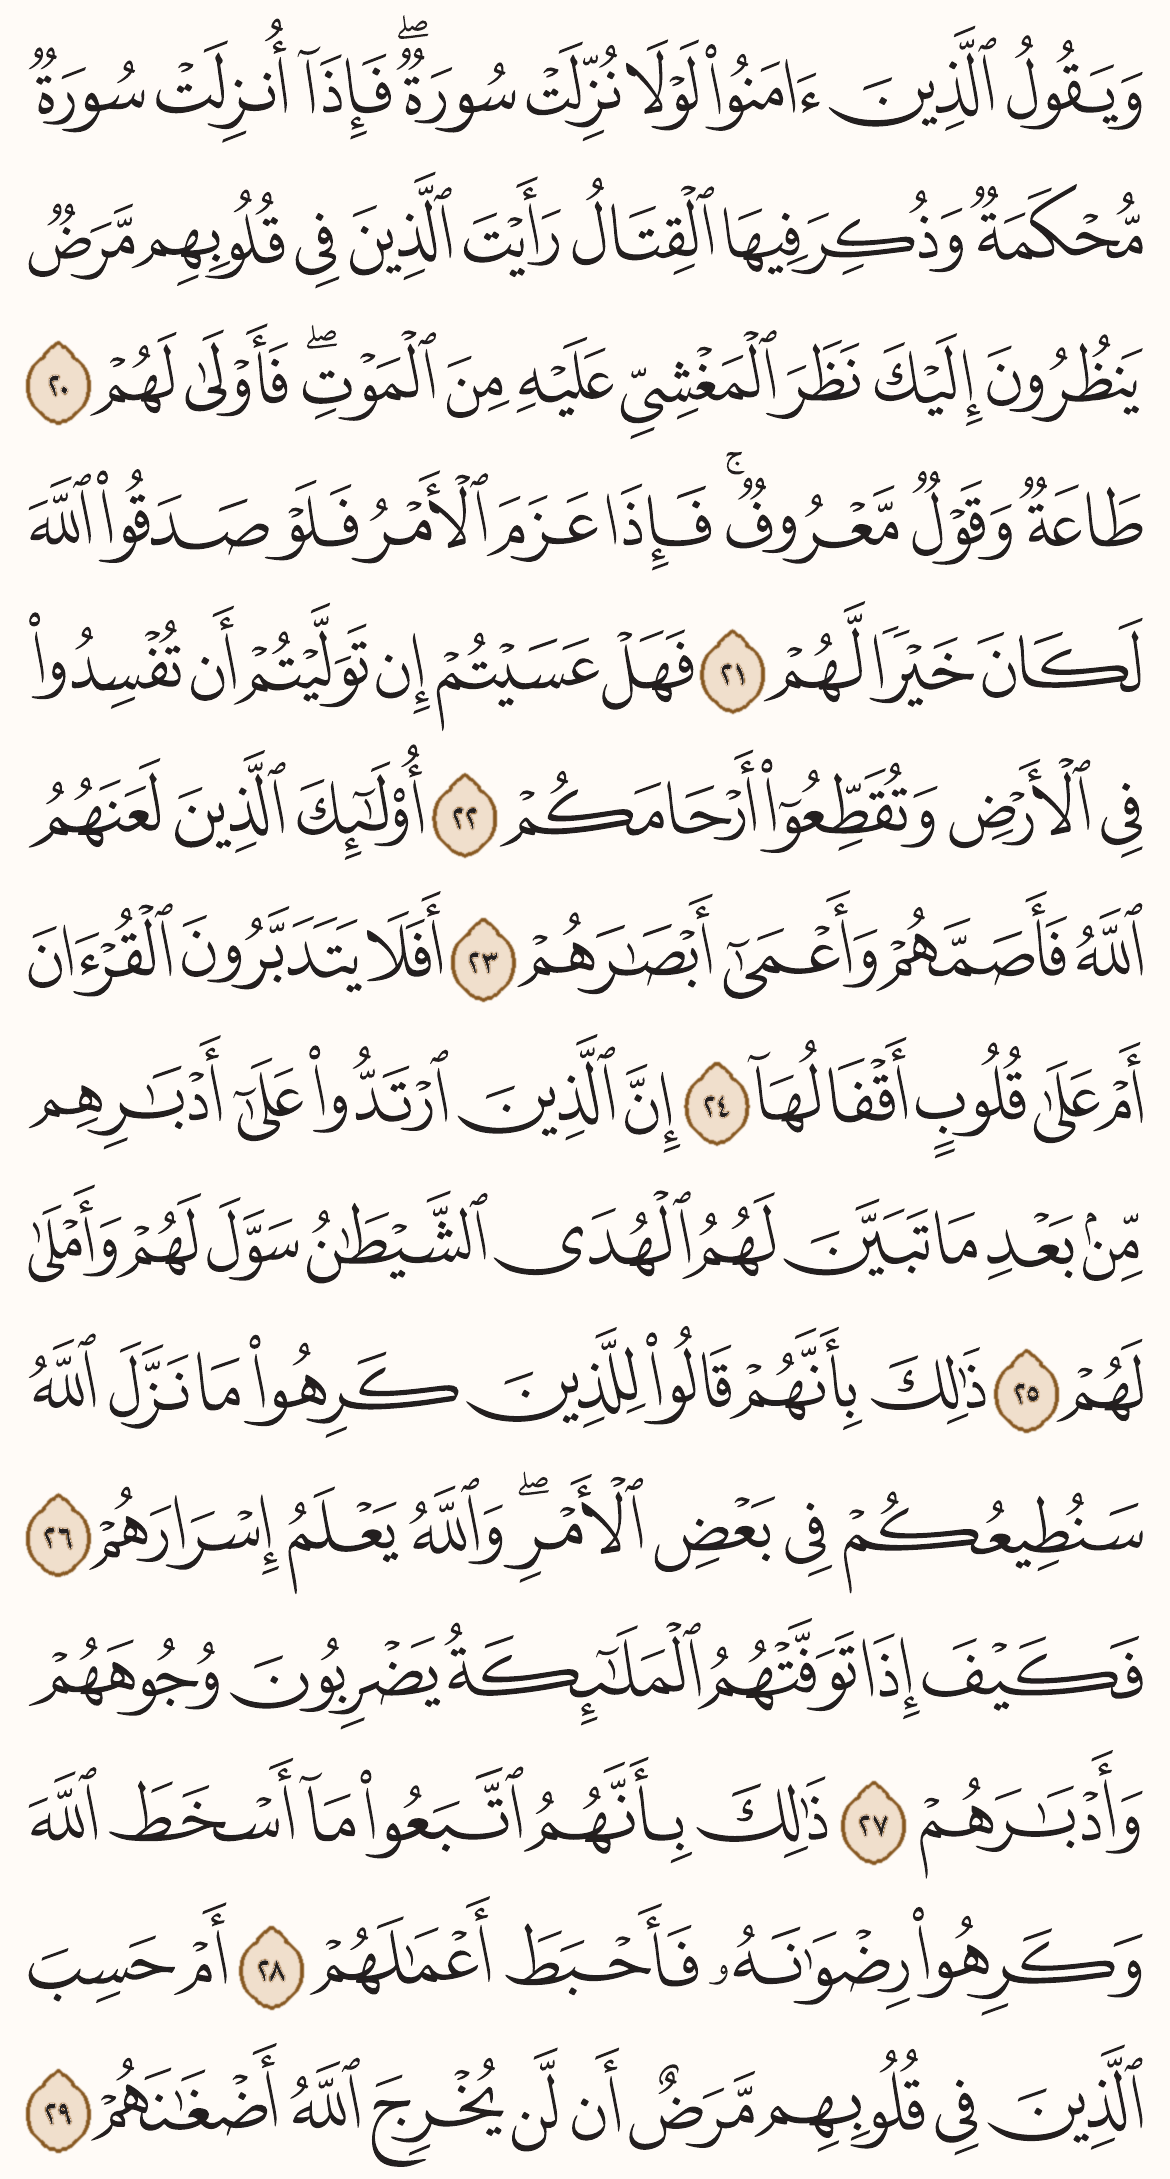 وَيَقُولُ ٱلَّذِينَ ءَامَنُوا۟ لَوْلَا نُزِّلَتْ سُورَةٌ ۖ فَإِذَآ أُنزِلَتْ سُورَةٌ
مُّحْكَمَةٌ وَذُكِرَ فِيهَا ٱلْقِتَالُ رَأَيْتَ ٱلَّذِينَ فِى قُلُوبِهِم مَّرَضٌ
يَنظُرُونَ إِلَيْكَ نَظَرَ ٱلْمَغْشِىِّ عَلَيْهِ مِنَ ٱلْمَوْتِ ۖ فَأَوْلَىٰ لَهُمْ ٢٠
طَاعَةٌ وَقَوْلٌ مَّعْرُوفٌ ۚ فَإِذَا عَزَمَ ٱلْأَمْرُ فَلَوْ صَدَقُوا۟ ٱللَّهَ
لَكَانَ خَيْرًا لَّهُمْ ٢١ فَهَلْ عَسَيْتُمْ إِن تَوَلَّيْتُمْ أَن تُفْسِدُوا۟
فِى ٱلْأَرْضِ وَتُقَطِّعُوٓا۟ أَرْحَامَكُمْ ٢٢ أُو۟لَـٰٓئِكَ ٱلَّذِينَ لَعَنَهُمُ
ٱللَّهُ فَأَصَمَّهُمْ وَأَعْمَىٰٓ أَبْصَـٰرَهُمْ ٢٣ أَفَلَا يَتَدَبَّرُونَ ٱلْقُرْءَانَ
أَمْ عَلَىٰ قُلُوبٍ أَقْفَالُهَآ ٢٤ إِنَّ ٱلَّذِينَ ٱرْتَدُّوا۟ عَلَىٰٓ أَدْبَـٰرِهِم
مِّنۢ بَعْدِ مَا تَبَيَّنَ لَهُمُ ٱلْهُدَى ٱلشَّيْطَـٰنُ سَوَّلَ لَهُمْ وَأَمْلَىٰ
لَهُمْ ٢٥ ذَٰلِكَ بِأَنَّهُمْ قَالُوا۟ لِلَّذِينَ كَرِهُوا۟ مَا نَزَّلَ ٱللَّهُ
سَنُطِيعُكُمْ فِى بَعْضِ ٱلْأَمْرِ ۖ وَٱللَّهُ يَعْلَمُ إِسْرَارَهُمْ ٢٦
فَكَيْفَ إِذَا تَوَفَّتْهُمُ ٱلْمَلَـٰٓئِكَةُ يَضْرِبُونَ وُجُوهَهُمْ
وَأَدْبَـٰرَهُمْ ٢٧ ذَٰلِكَ بِأَنَّهُمُ ٱتَّبَعُوا۟ مَآ أَسْخَطَ ٱللَّهَ
وَكَرِهُوا۟ رِضْوَٰنَهُۥ فَأَحْبَطَ أَعْمَـٰلَهُمْ ٢٨ أَمْ حَسِبَ
ٱلَّذِينَ فِى قُلُوبِهِم مَّرَضٌ أَن لَّن يُخْرِجَ ٱللَّهُ أَضْغَـٰنَهُمْ ٢٩